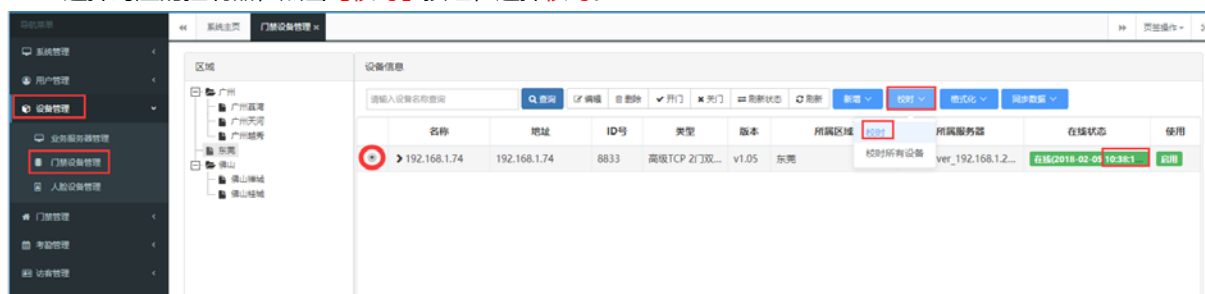 导航菜单
系统主页 门禁设备管理 ×
页签操作
系统管理
用户管理
设备管理
业务服务器管理
门禁设备管理
人脸设备管理
门禁管理
考勤管理
访客管理
区域
广州
广州荔湾
广州天河
广州越秀
东莞
佛山
佛山禅城
佛山桂城
设备信息
请输入设备名称查询 查询 编辑 删除 开门 关门 刷新状态 刷新 新增 校时 格式化 同步数据
校时
校时所有设备
名称 地址 ID号 类型 版本 所属区域 所属服务器 在线状态 使用
192.168.1.74 192.168.1.74 8833 高级TCP 2门双... v1.05 东莞 ver_192.168.1.2... 在线(2018-02-05 10:38:1... 启用